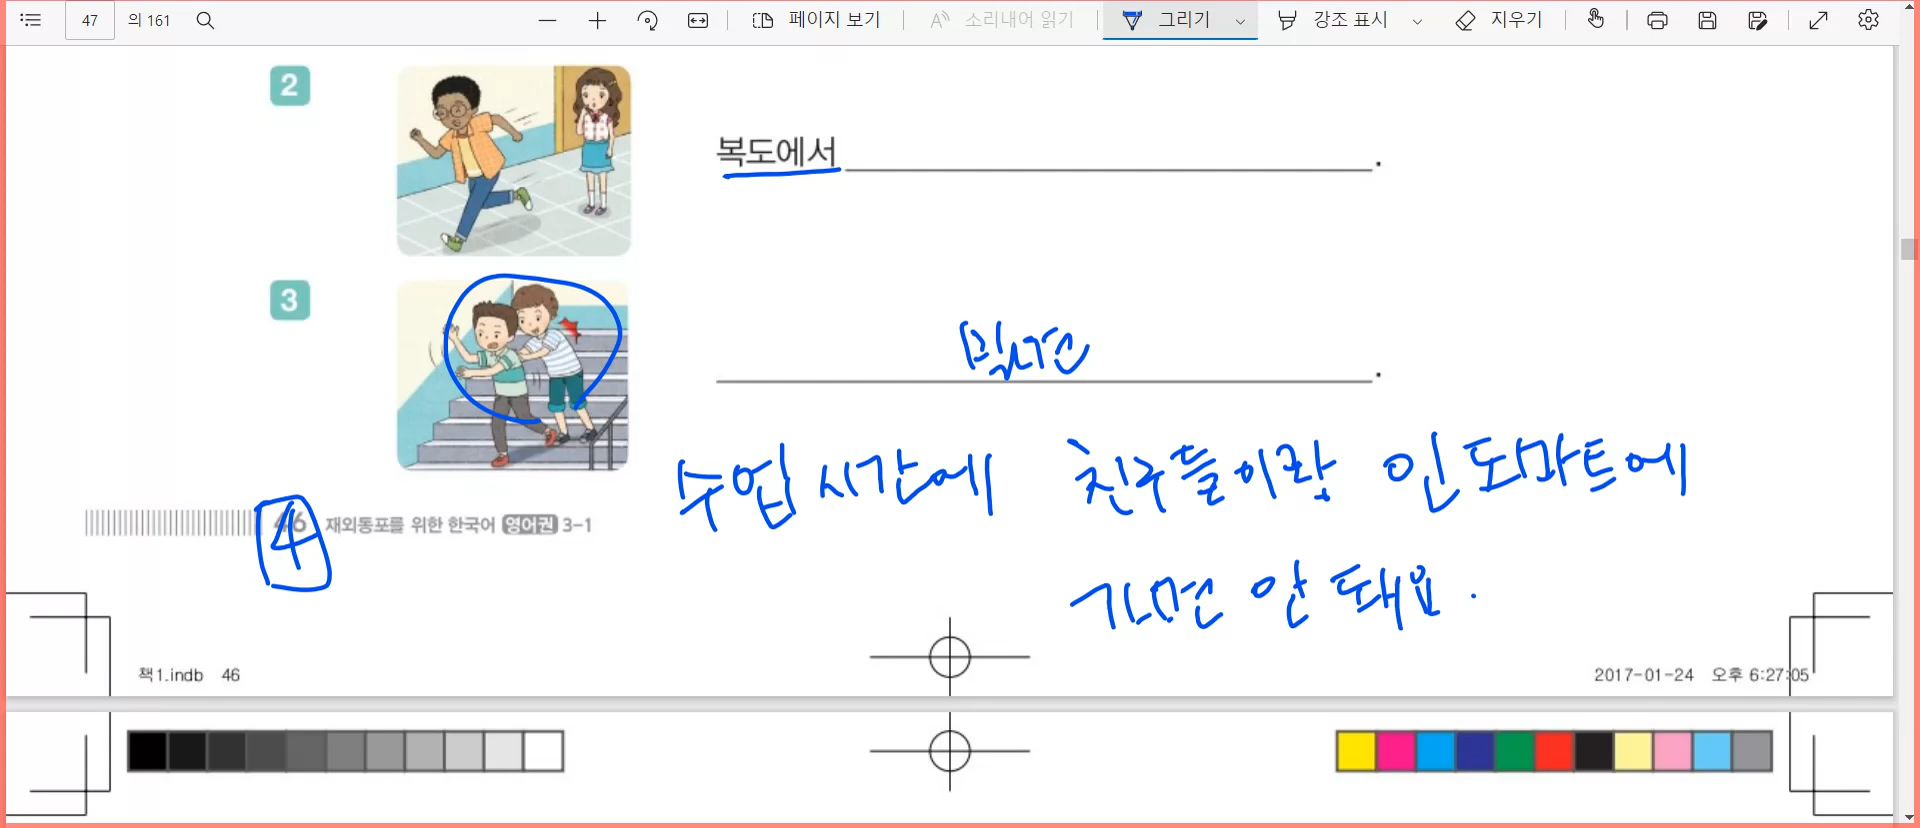 47 의 161 페이지 보기 소리내어 읽기 그리기 강조 표시 지우기
2
복도에서 .
3
밀면
.
수업 시간에 친구들이랑 인도마트에
가면 안 돼요.
4
46 재외동포를 위한 한국어 영어권 3-1
책1.indb 46
2017-01-24 오후 6:27:05